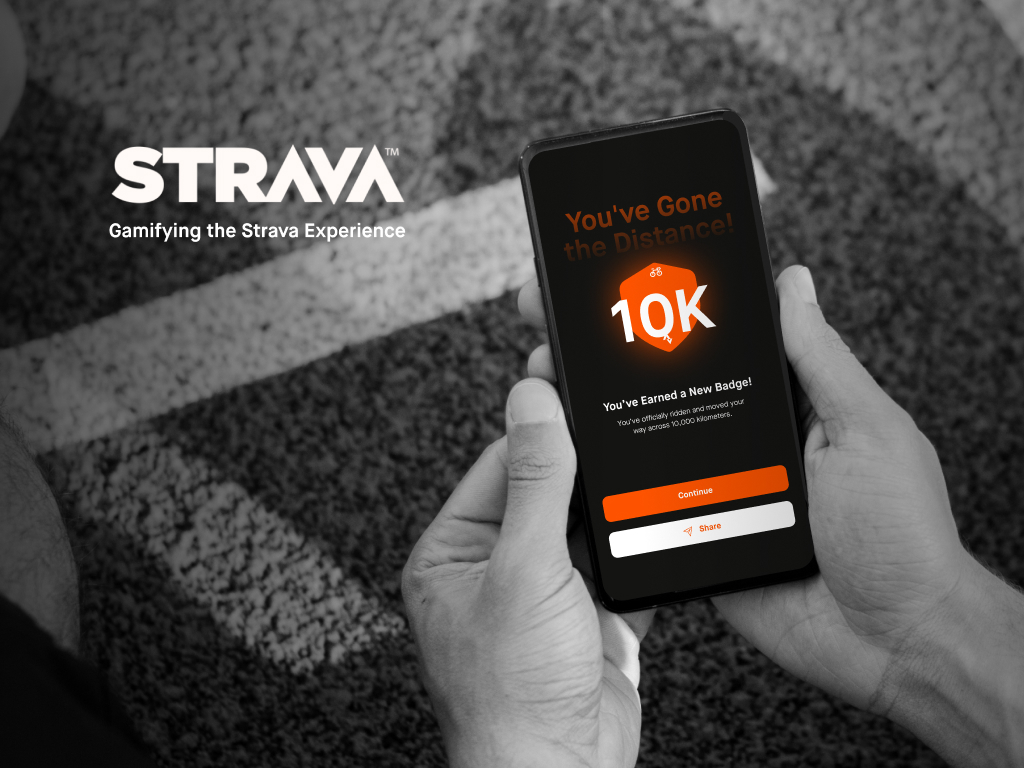 STRAVA™
Gamifying the Strava Experience
You've Gone
the Distance!
10K
You've Earned a New Badge!
You've officially ridden and moved your
way across 10,000 kilometers.
Continue
Share